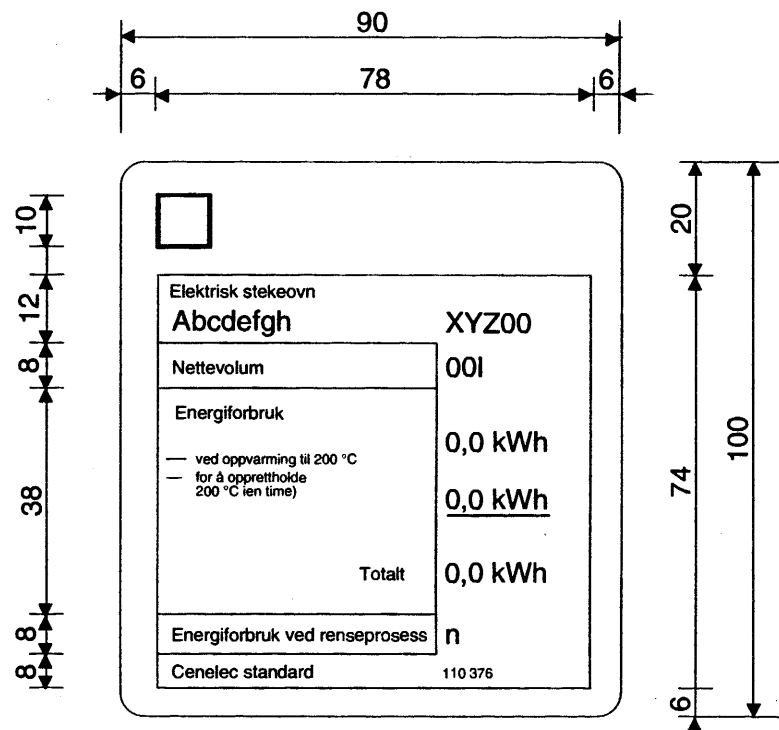 90
6 78 6
10
20
12
Elektrisk stekeovn
Abcdefgh XYZ00
8
Nettevolum 00l
38
Energiforbruk
0,0 kWh
— ved oppvarming til 200 °C
— for å opprettholde
200 °C (en time)
0,0 kWh
74
100
Totalt 0,0 kWh
8
Energiforbruk ved renseprosess n
8
Cenelec standard 110 376
6